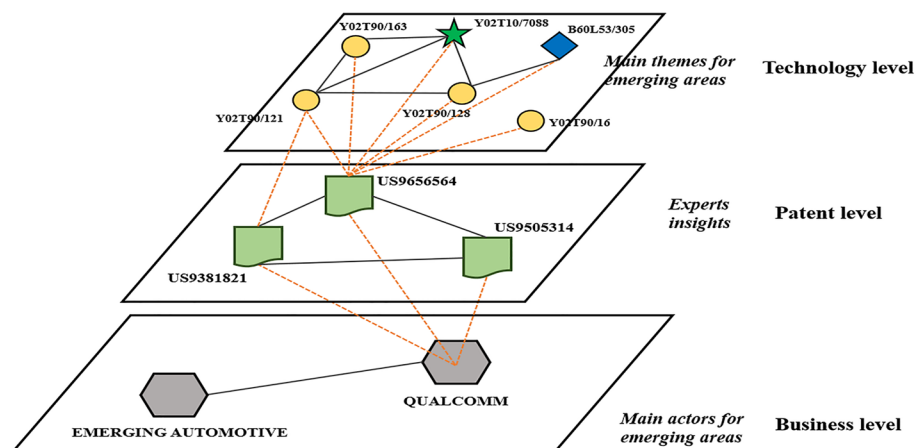 Y02T90/163
Y02T10/7088
B60L53/305
Main themes for
emerging areas
Technology level
Y02T90/121
Y02T90/128
Y02T90/16
US9656564
Experts
insights
Patent level
US9505314
US9381821
QUALCOMM
EMERGING AUTOMOTIVE
Main actors for
emerging areas
Business level